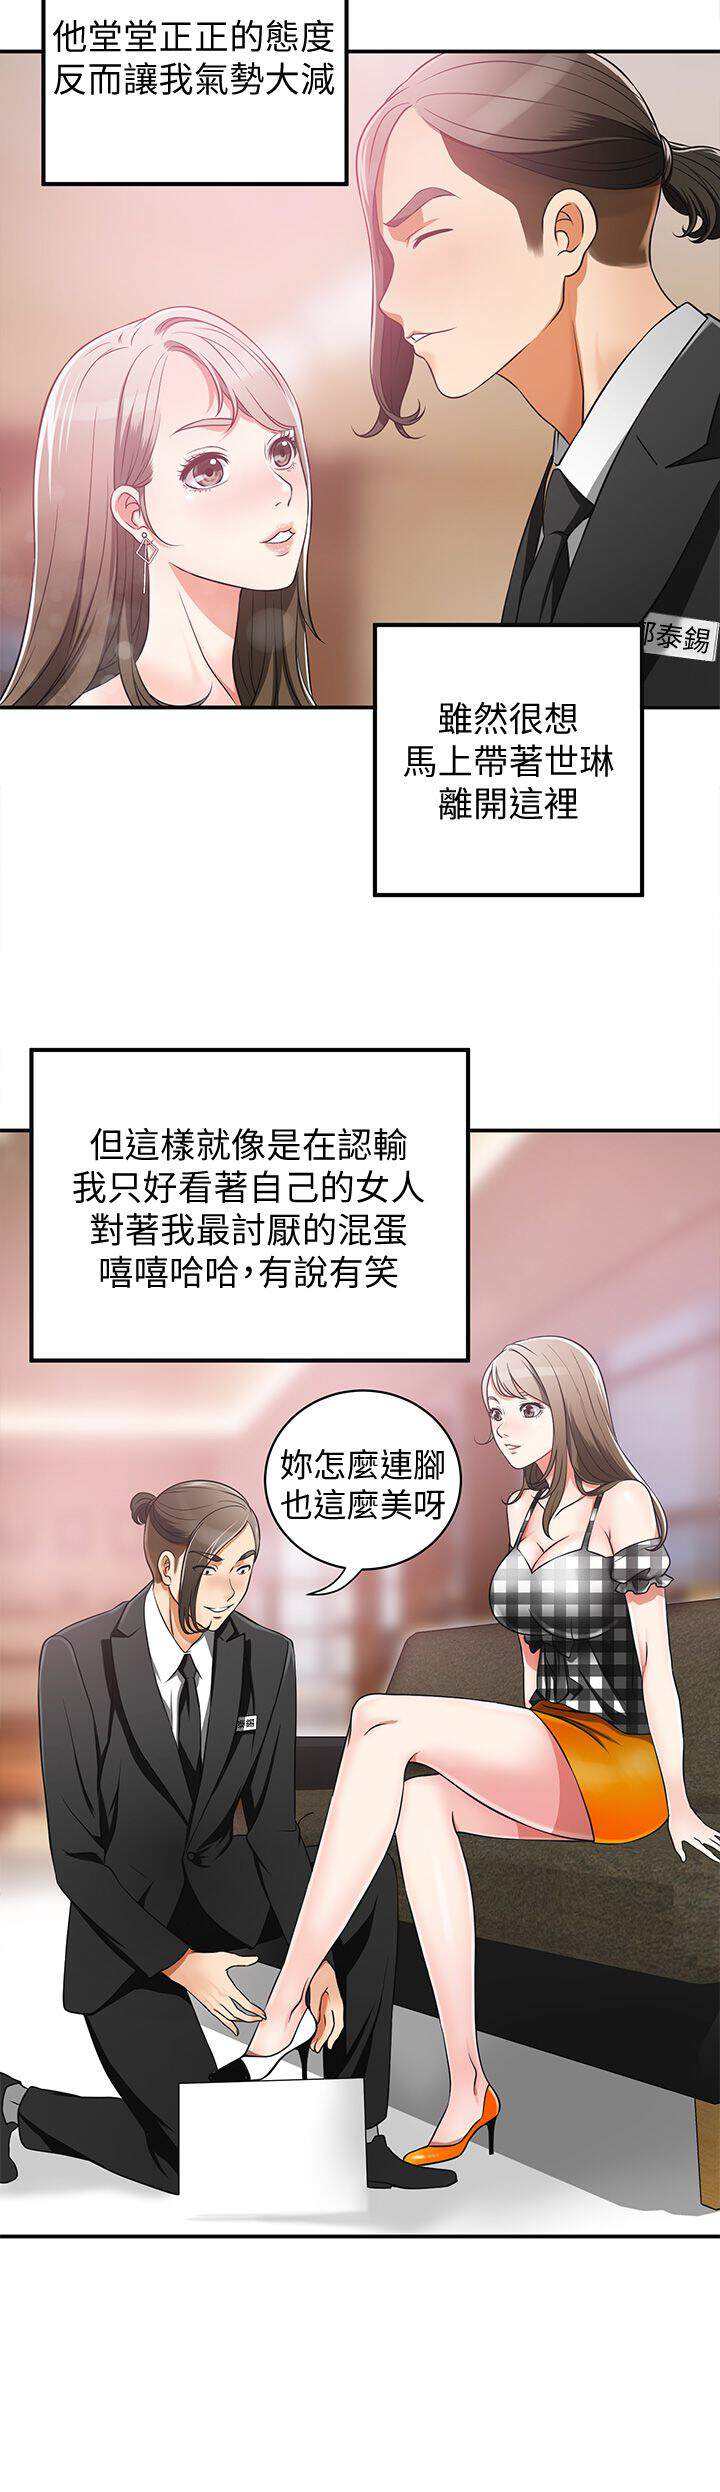 他堂堂正正的態度
反而讓我氣勢大減
泰錫
雖然很想
馬上帶著世琳
離開這裡
但這樣就像是在認輸
我只好看著自己的女人
對著我最討厭的混蛋
嘻嘻哈哈，有說有笑
妳怎麼連腳
也這麼美呀
泰錫